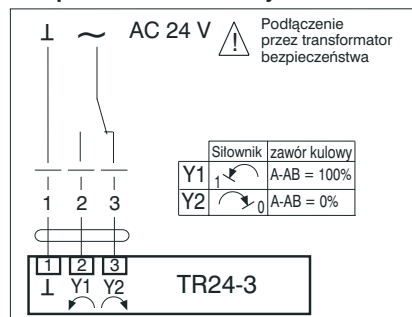 ⊥ ~ AC 24 V
Podłączenie
przez transformator
bezpieczeństwa
Siłownik zawór kulowy
Y1 1 A-AB = 100%
Y2 0 A-AB = 0%
1 2 3
1 2 3
⊥ Y1 Y2
TR24-3